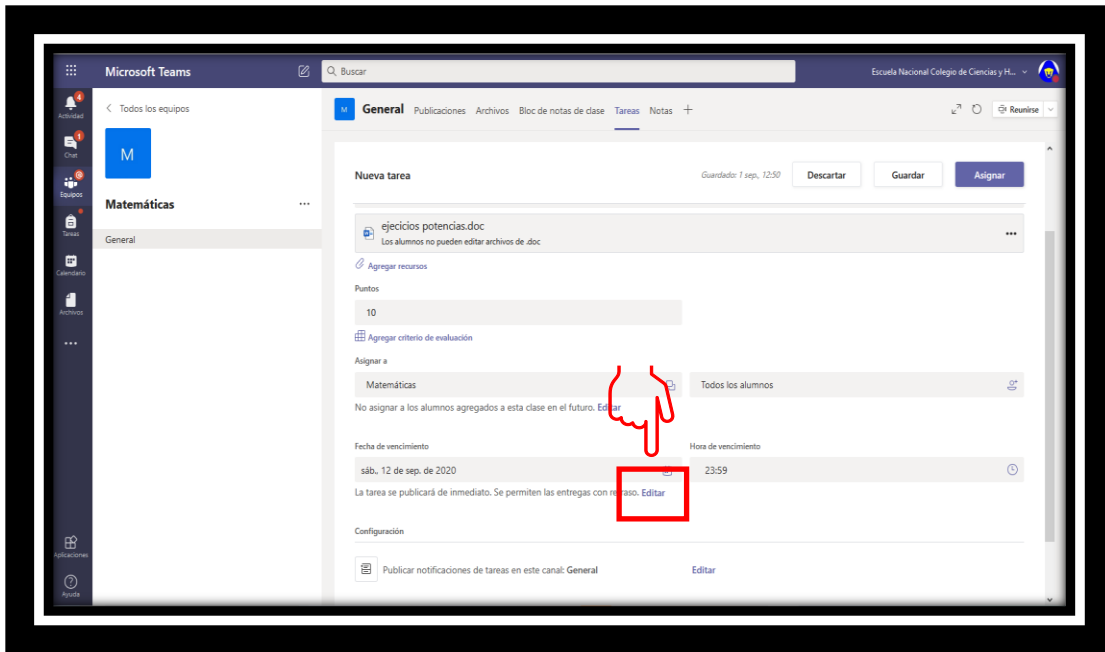 Microsoft Teams
Buscar
Escuela Nacional Colegio de Ciencias y H...
4
Actividad
1
Chat
Equipos
Tareas
Calendario
Archivos
Aplicaciones
Ayuda
Todos los equipos
M
Matemáticas
General
M General Publicaciones Archivos Bloc de notas de clase Tareas Notas +
Reunirse
Nueva tarea
Guardado: 1 sep., 12:50
Descartar
Guardar
Asignar
ejecicios potencias.doc
Los alumnos no pueden editar archivos de .doc
Agregar recursos
Puntos
10
Agregar criterio de evaluación
Asignar a
Matemáticas
Todos los alumnos
No asignar a los alumnos agregados a esta clase en el futuro. Editar
Fecha de vencimiento
Hora de vencimiento
sáb., 12 de sep. de 2020
23:59
La tarea se publicará de inmediato. Se permiten las entregas con retraso. Editar
Configuración
Publicar notificaciones de tareas en este canal: General
Editar